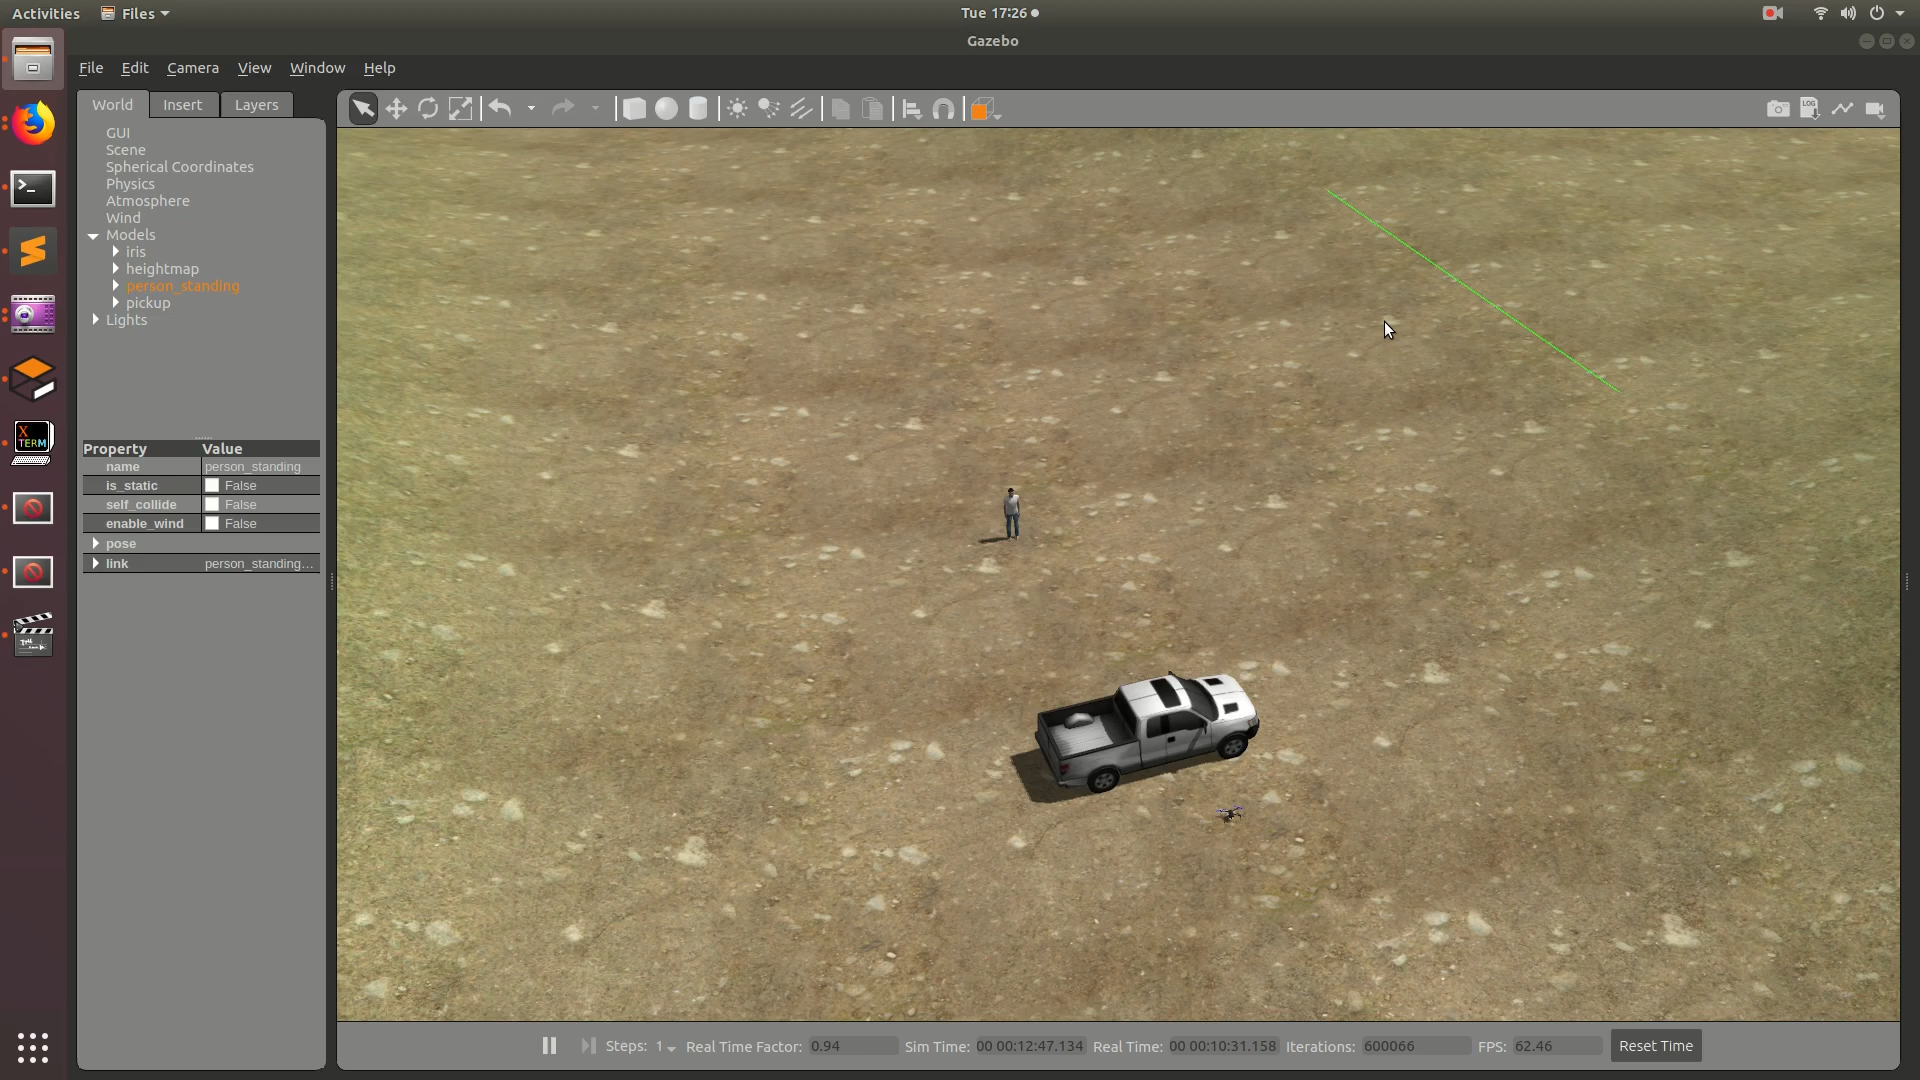 Activities Files Tue 17:26
Gazebo
File Edit Camera View Window Help
World Insert Layers
GUI
Scene
Spherical Coordinates
Physics
Atmosphere
Wind
Models
iris
heightmap
person_standing
pickup
Lights
Property Value
name person_standing
is_static False
self_collide False
enable_wind False
pose
link person_standing...
LOG
>_
X
TERM
Steps: 1 Real Time Factor: 0.94 Sim Time: 00 00:12:47.134 Real Time: 00 00:10:31.158 Iterations: 600066 FPS: 62.46 Reset Time